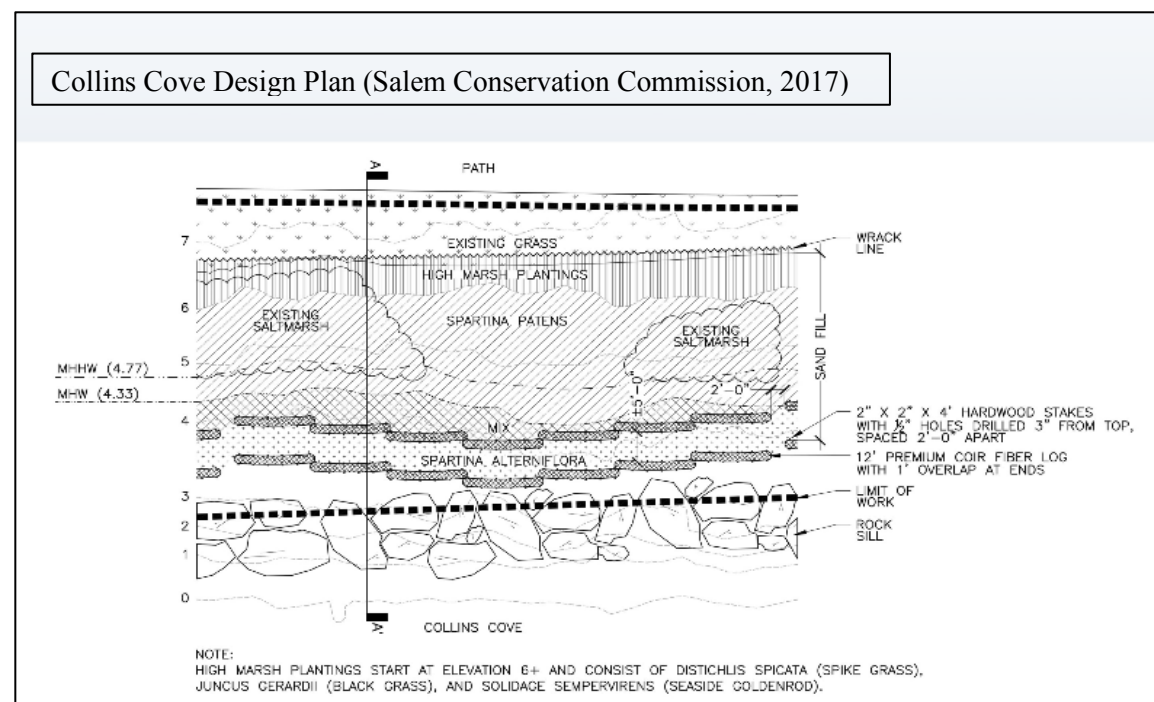 Collins Cove Design Plan (Salem Conservation Commission, 2017)
A
PATH
7
EXISTING GRASS
WRACK
LINE
HIGH MARSH PLANTINGS
6
EXISTING
SALTMARSH
SPARTINA PATENS
EXISTING
SALTMARSH
SAND FILL
5
MHHW (4.77)
MHW (4.33)
±5'-0"
2'-0"
4
MIX
2" X 2" X 4' HARDWOOD STAKES
WITH ½" HOLES DRILLED 3" FROM TOP,
SPACED 2'-0" APART
SPARTINA ALTERNIFLORA
12' PREMIUM COIR FIBER LOG
WITH 1' OVERLAP AT ENDS
3
LIMIT OF
WORK
2
ROCK
SILL
1
0
A'
COLLINS COVE
NOTE:
HIGH MARSH PLANTINGS START AT ELEVATION 6+ AND CONSIST OF DISTICHLIS SPICATA (SPIKE GRASS),
JUNCUS GERARDII (BLACK GRASS), AND SOLIDAGE SEMPERVIRENS (SEASIDE GOLDENROD).